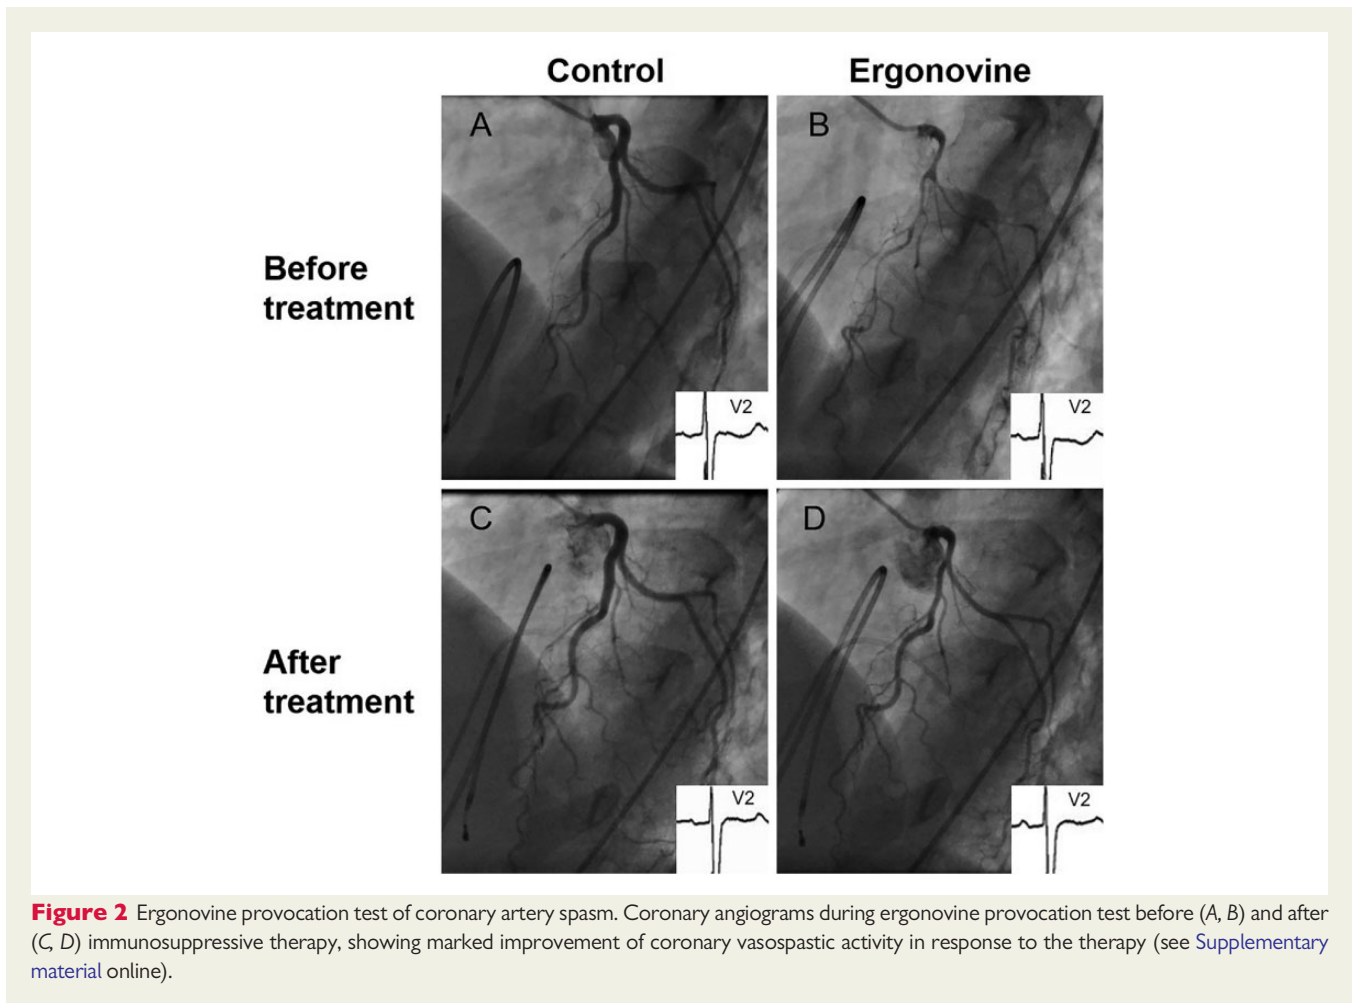 Control
Ergonovine
Before
treatment
A
B
V2
V2
After
treatment
C
D
V2
V2
Figure 2 Ergonovine provocation test of coronary artery spasm. Coronary angiograms during ergonovine provocation test before (A, B) and after
(C, D) immunosuppressive therapy, showing marked improvement of coronary vasospastic activity in response to the therapy (see Supplementary
material online).